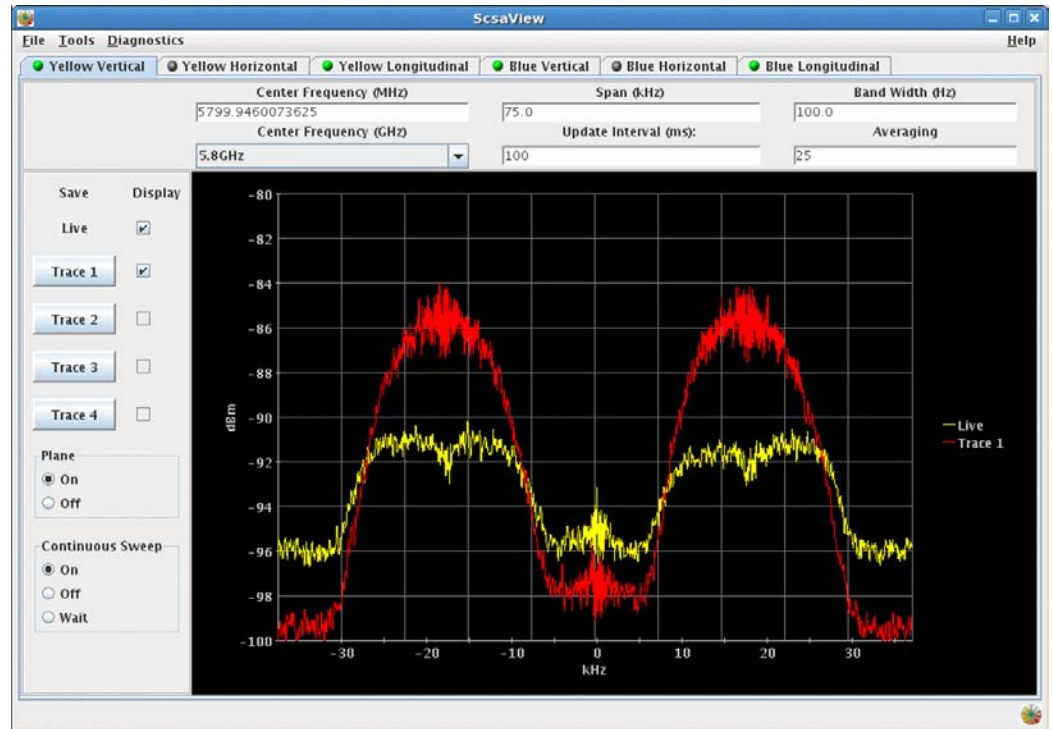 ScsaView
File Tools Diagnostics Help
Yellow Vertical Yellow Horizontal Yellow Longitudinal Blue Vertical Blue Horizontal Blue Longitudinal
Center Frequency (MHz) Span (kHz) Band Width (Hz)
5799.9460073625 75.0 100.0
Center Frequency (GHz) Update Interval (ms): Averaging
5.8GHz 100 25
Save Display
Live
Trace 1
Trace 2
Trace 3
Trace 4
Plane
On
Off
Continuous Sweep
On
Off
Wait
-80
-82
-84
-86
-88
-90
-92
-94
-96
-98
-100
dBm
-30 -20 -10 0 10 20 30
kHz
Live
Trace 1